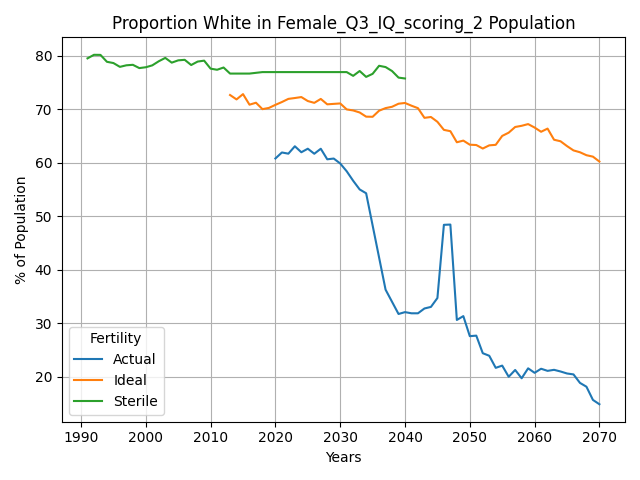 Proportion White in Female_Q3_IQ_scoring_2 Population
% of Population
80
70
60
50
40
30
20
Fertility
Actual
Ideal
Sterile
1990 2000 2010 2020 2030 2040 2050 2060 2070
Years